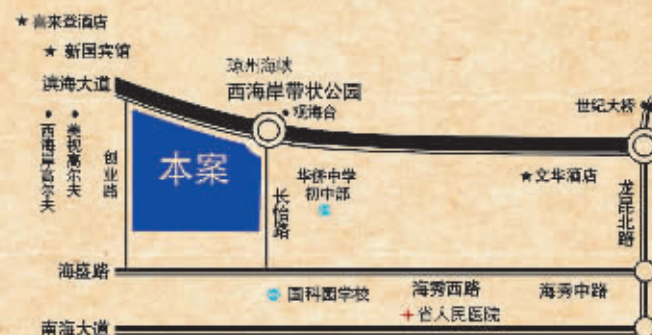 ★喜来登酒店
★ 新国宾馆
滨海大道
琼州海峡
西海岸带状公园
观海台
世纪大桥
西海岸高尔夫
美视高尔夫
创业路
本案
长怡路
华侨中学
初中部
★文华酒店
龙昆北路
海盛路
国科园学校
海秀西路
海秀中路
省人民医院
南海大道